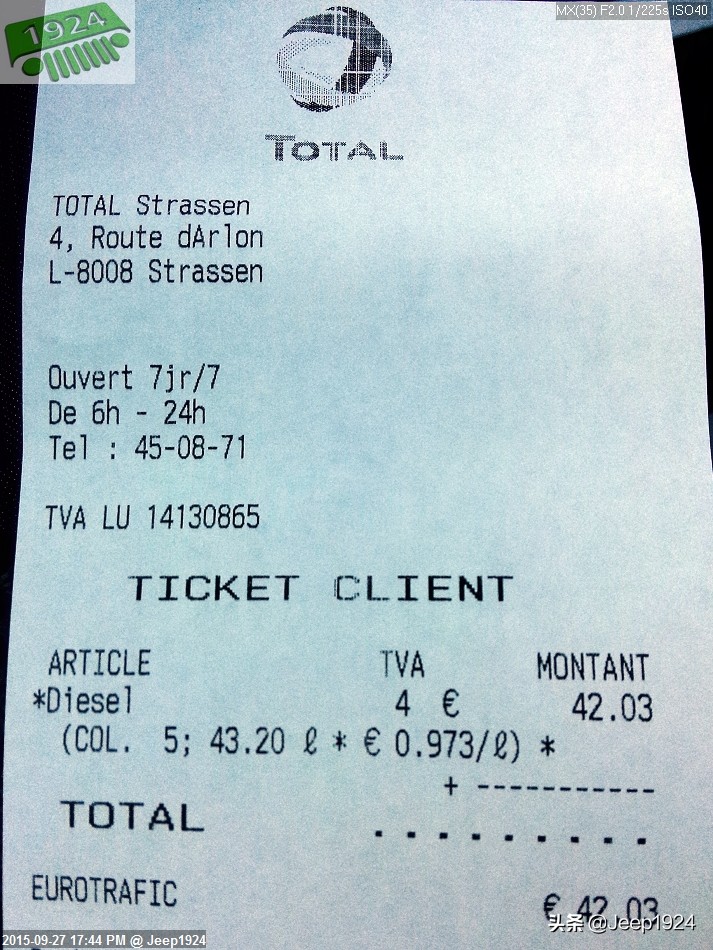 1924
MX(35) F2.0 1/225s ISO40
TOTAL
TOTAL Strassen
4, Route dArlon
L-8008 Strassen
Ouvert 7jr/7
De 6h - 24h
Tel : 45-08-71
TVA LU 14130865
TICKET CLIENT
ARTICLE TVA MONTANT
*Diesel 4 € 42.03
(COL. 5; 43.20 ℓ * € 0.973/ℓ) *
+ -----------
TOTAL . . . . . . . . .
EUROTRAFIC € 42.03
头条 @Jeep1924
2015-09-27 17:44 PM @ Jeep1924